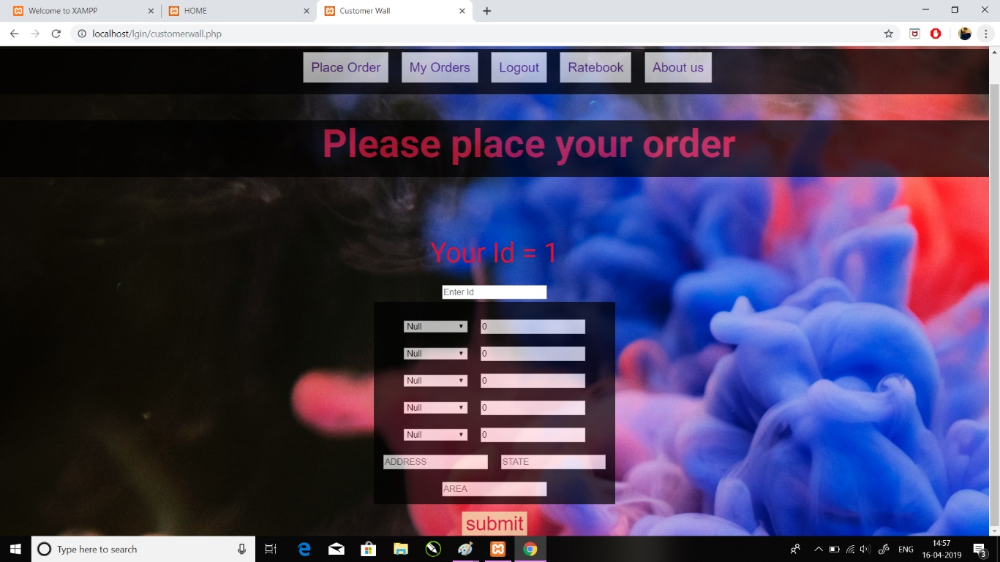 Welcome to XAMPP
HOME
Customer Wall
localhost/lgin/customerwall.php
Place Order My Orders Logout Ratebook About us
Please place your order
Your Id = 1
Enter Id
Null 0
Null 0
Null 0
Null 0
Null 0
ADDRESS STATE
AREA
submit
Type here to search
ENG
14:57
16-04-2019
3